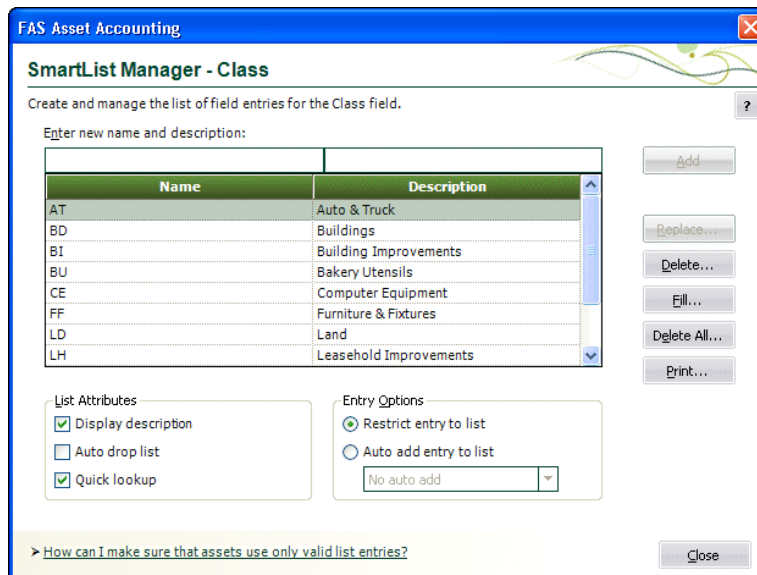 FAS Asset Accounting
SmartList Manager - Class
Create and manage the list of field entries for the Class field.
?
Enter new name and description:
Add
Name Description
AT Auto & Truck
BD Buildings
Replace...
BI Building Improvements
BU Bakery Utensils
Delete...
CE Computer Equipment
Fill...
FF Furniture & Fixtures
LD Land
Delete All...
LH Leasehold Improvements
Print...
List Attributes
Display description
Auto drop list
Quick lookup
Entry Options
Restrict entry to list
Auto add entry to list
No auto add
How can I make sure that assets use only valid list entries?
Close